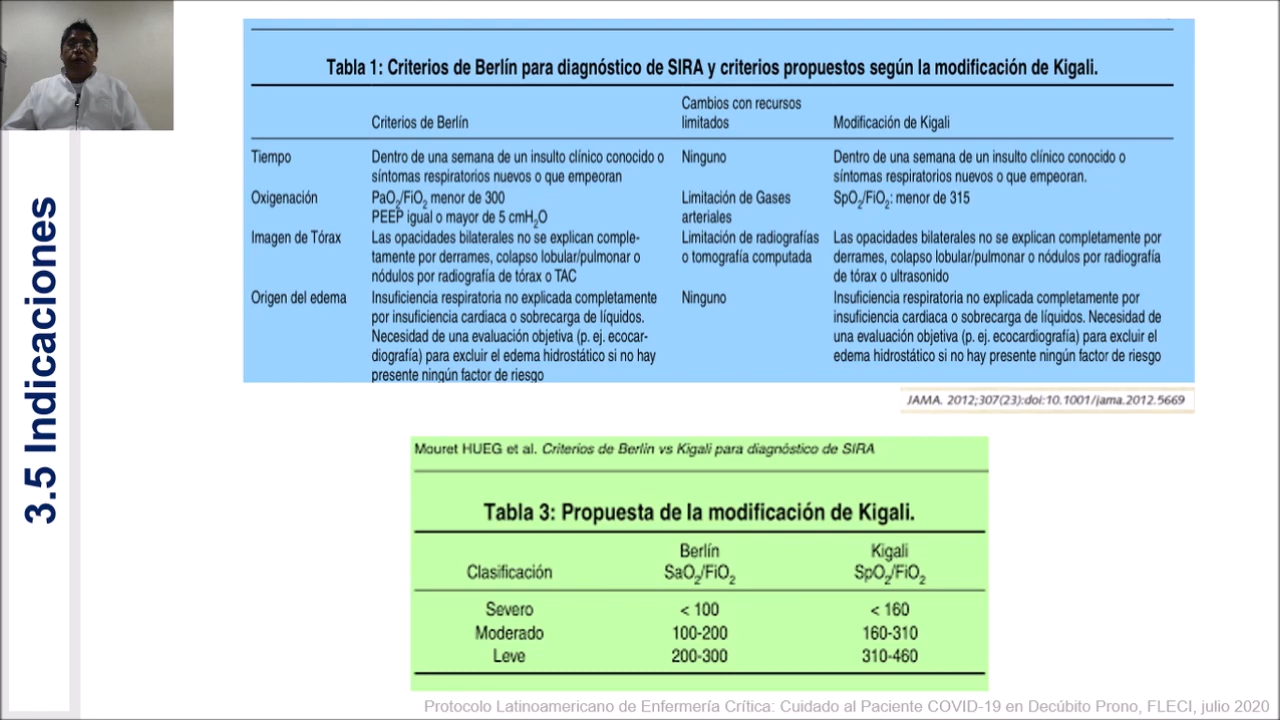 3.5 Indicaciones
Tabla 1: Criterios de Berlín para diagnóstico de SIRA y criterios propuestos según la modificación de Kigali.
Criterios de Berlín
Cambios con recursos
limitados
Modificación de Kigali
Tiempo
Dentro de una semana de un insulto clínico conocido o
síntomas respiratorios nuevos o que empeoran
Ninguno
Dentro de una semana de un insulto clínico conocido o
síntomas respiratorios nuevos o que empeoran.
Oxigenación
PaO₂/FiO₂ menor de 300
PEEP igual o mayor de 5 cmH₂O
Limitación de Gases
arteriales
SpO₂/FiO₂: menor de 315
Imagen de Tórax
Las opacidades bilaterales no se explican comple-
tamente por derrames, colapso lobular/pulmonar o
nódulos por radiografía de tórax o TAC
Limitación de radiografías
o tomografía computada
Las opacidades bilaterales no se explican completamente por
derrames, colapso lobular/pulmonar o nódulos por radiografía
de tórax o ultrasonido
Origen del edema
Insuficiencia respiratoria no explicada completamente
por insuficiencia cardiaca o sobrecarga de líquidos.
Necesidad de una evaluación objetiva (p. ej. ecocar-
diografía) para excluir el edema hidrostático si no hay
presente ningún factor de riesgo
Ninguno
Insuficiencia respiratoria no explicada completamente por
insuficiencia cardiaca o sobrecarga de líquidos. Necesidad de
una evaluación objetiva (p. ej. ecocardiografía) para excluir el
edema hidrostático si no hay presente ningún factor de riesgo
JAMA. 2012;307(23):doi:10.1001/jama.2012.5669
Mouret HUEG et al. Criterios de Berlín vs Kigali para diagnóstico de SIRA
Tabla 3: Propuesta de la modificación de Kigali.
Clasificación
Berlín
SaO₂/FiO₂
Kigali
SpO₂/FiO₂
Severo < 100 < 160
Moderado 100-200 160-310
Leve 200-300 310-460
Protocolo Latinoamericano de Enfermería Crítica: Cuidado al Paciente COVID-19 en Decúbito Prono, FLECI, julio 2020